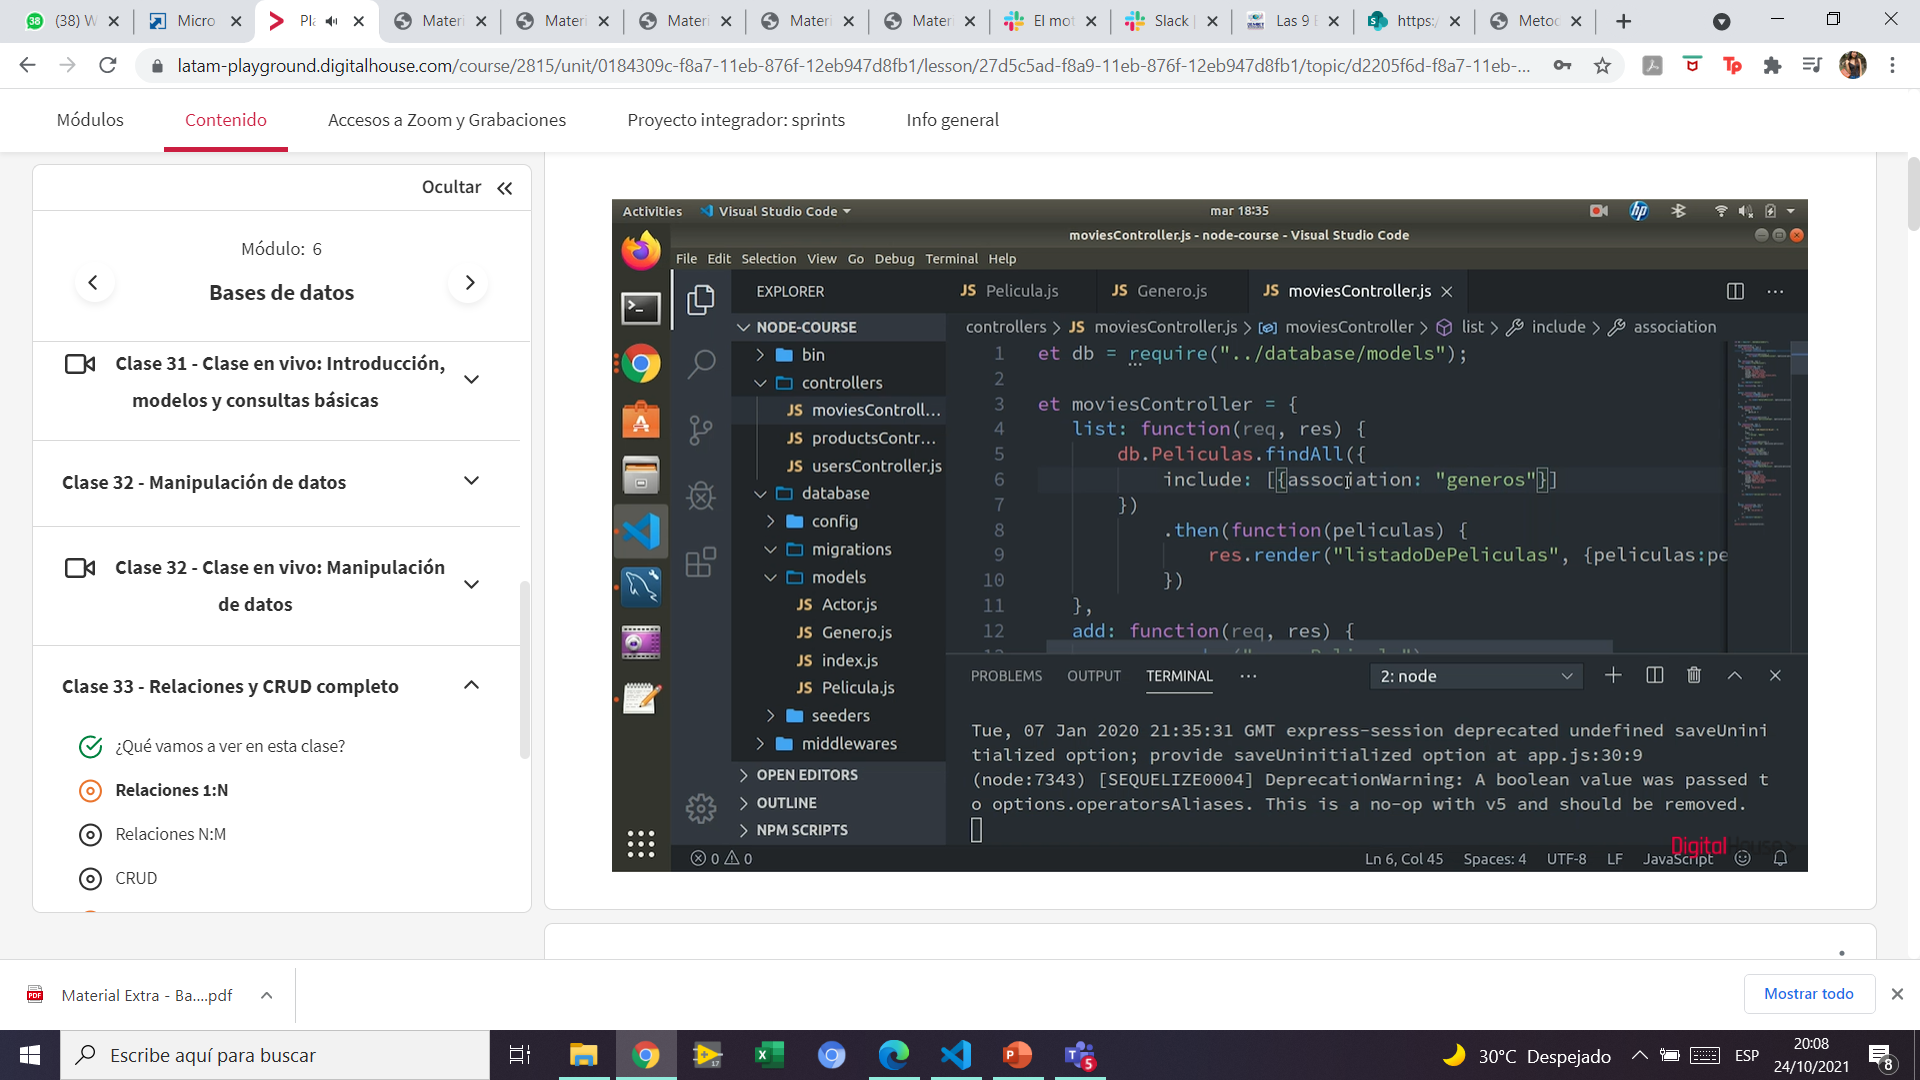 (38) W
Micro
Pla
Materi
Materi
Materi
Materi
Materi
El mot
Slack |
Las 9 E
https:/
Metod
latam-playground.digitalhouse.com/course/2815/unit/0184309c-f8a7-11eb-876f-12eb947d8fb1/lesson/27d5c5ad-f8a9-11eb-876f-12eb947d8fb1/topic/d2205f6d-f8a7-11eb-...
Módulos
Contenido
Accesos a Zoom y Grabaciones
Proyecto integrador: sprints
Info general
Ocultar
Módulo: 6
Bases de datos
Clase 31 - Clase en vivo: Introducción,
modelos y consultas básicas
Clase 32 - Manipulación de datos
Clase 32 - Clase en vivo: Manipulación
de datos
Clase 33 - Relaciones y CRUD completo
¿Qué vamos a ver en esta clase?
Relaciones 1:N
Relaciones N:M
CRUD
Activities Visual Studio Code mar 18:35
moviesController.js - node-course - Visual Studio Code
File Edit Selection View Go Debug Terminal Help
EXPLORER
NODE-COURSE
bin
controllers
JS moviesControll...
JS productsContr...
JS usersController.js
database
config
migrations
models
JS Actor.js
JS Genero.js
JS index.js
JS Pelicula.js
seeders
middlewares
OPEN EDITORS
OUTLINE
NPM SCRIPTS
JS Pelicula.js JS Genero.js JS moviesController.js
controllers > JS moviesController.js > moviesController > list > include > association
1 et db = require("../database/models");
2
3 et moviesController = {
4 list: function(req, res) {
5 db.Peliculas.findAll({
6 include: [{association: "generos"}]
7 })
8 .then(function(peliculas) {
9 res.render("listadoDePeliculas", {peliculas:pe
10 })
11 },
12 add: function(req, res) {
PROBLEMS OUTPUT TERMINAL ... 2: node
Tue, 07 Jan 2020 21:35:31 GMT express-session deprecated undefined saveUnini
tialized option; provide saveUninitialized option at app.js:30:9
(node:7343) [SEQUELIZE0004] DeprecationWarning: A boolean value was passed t
o options.operatorsAliases. This is a no-op with v5 and should be removed.
DigitalHouse>
0 0 Ln 6, Col 45 Spaces: 4 UTF-8 LF JavaScript
Material Extra - Ba....pdf
Mostrar todo
Escribe aquí para buscar
30°C Despejado
ESP
20:08
24/10/2021
8